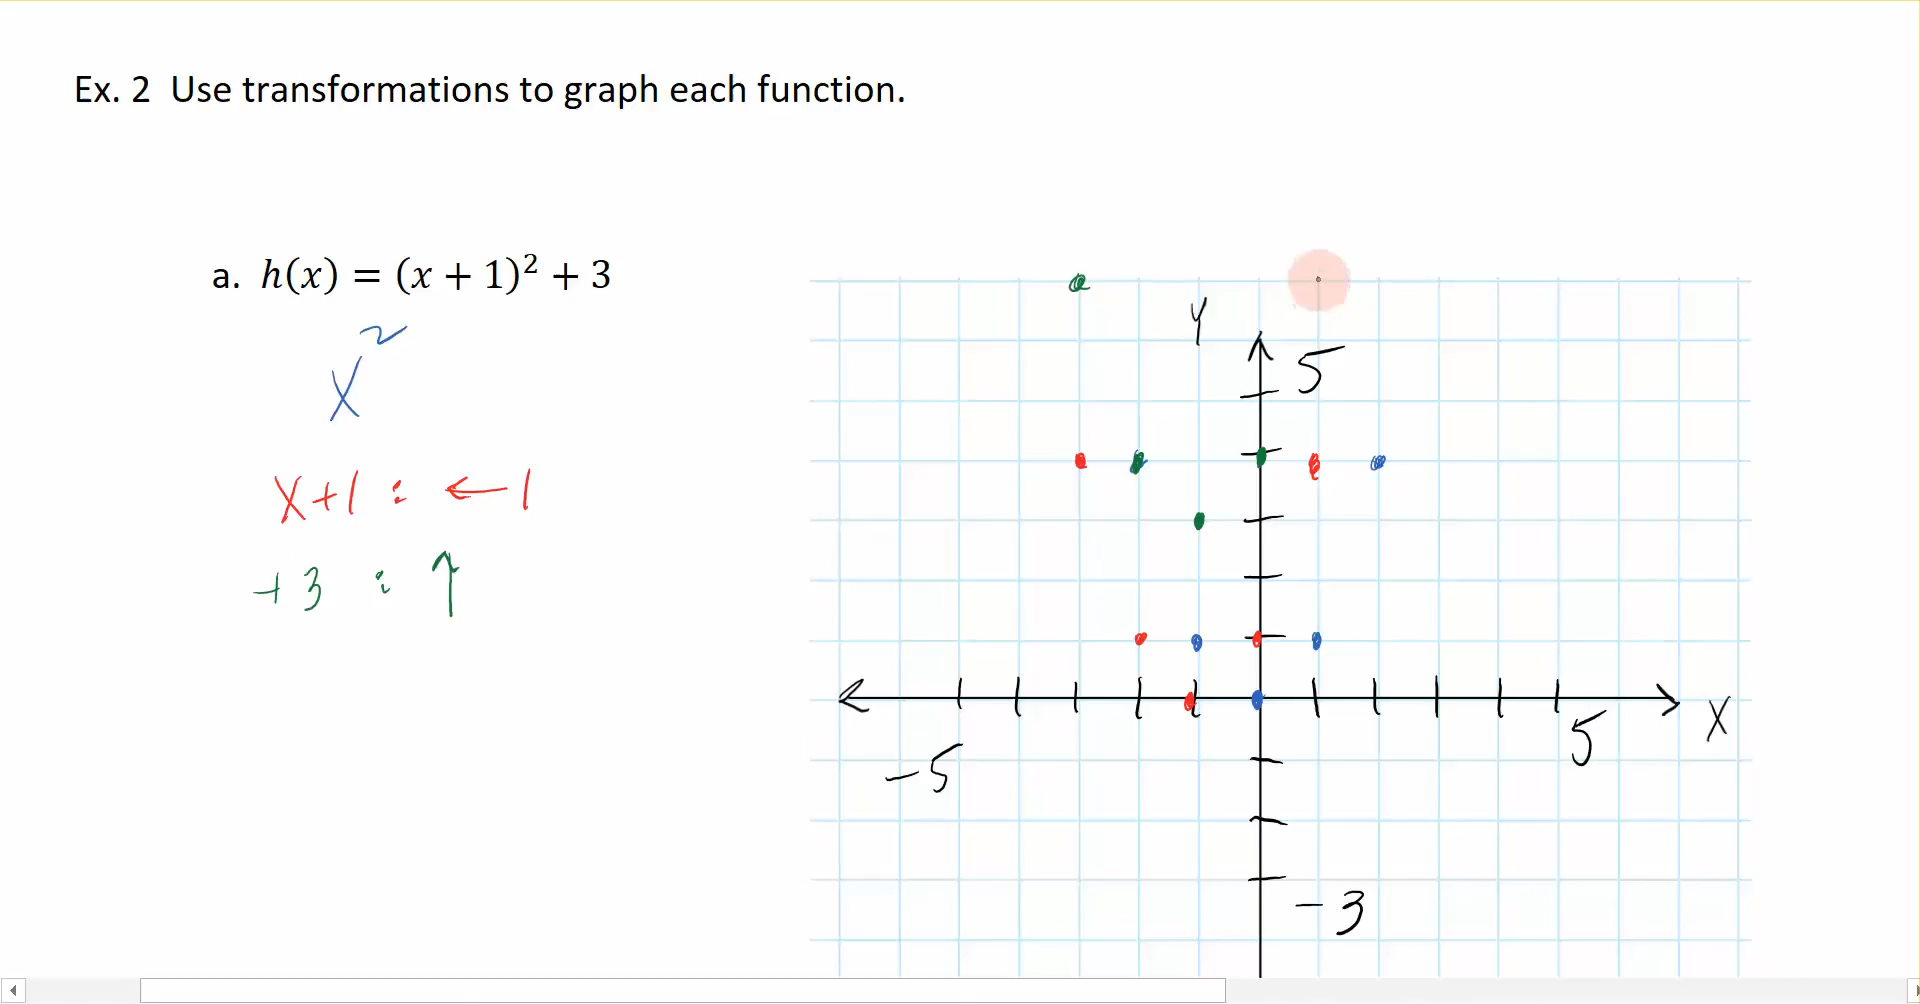 Ex. 2  Use transformations to graph each function.
a.  h(x) = (x + 1)² + 3
x²
x+1 : ← 1
+3 : ↑
Y
5
-5
5
X
-3